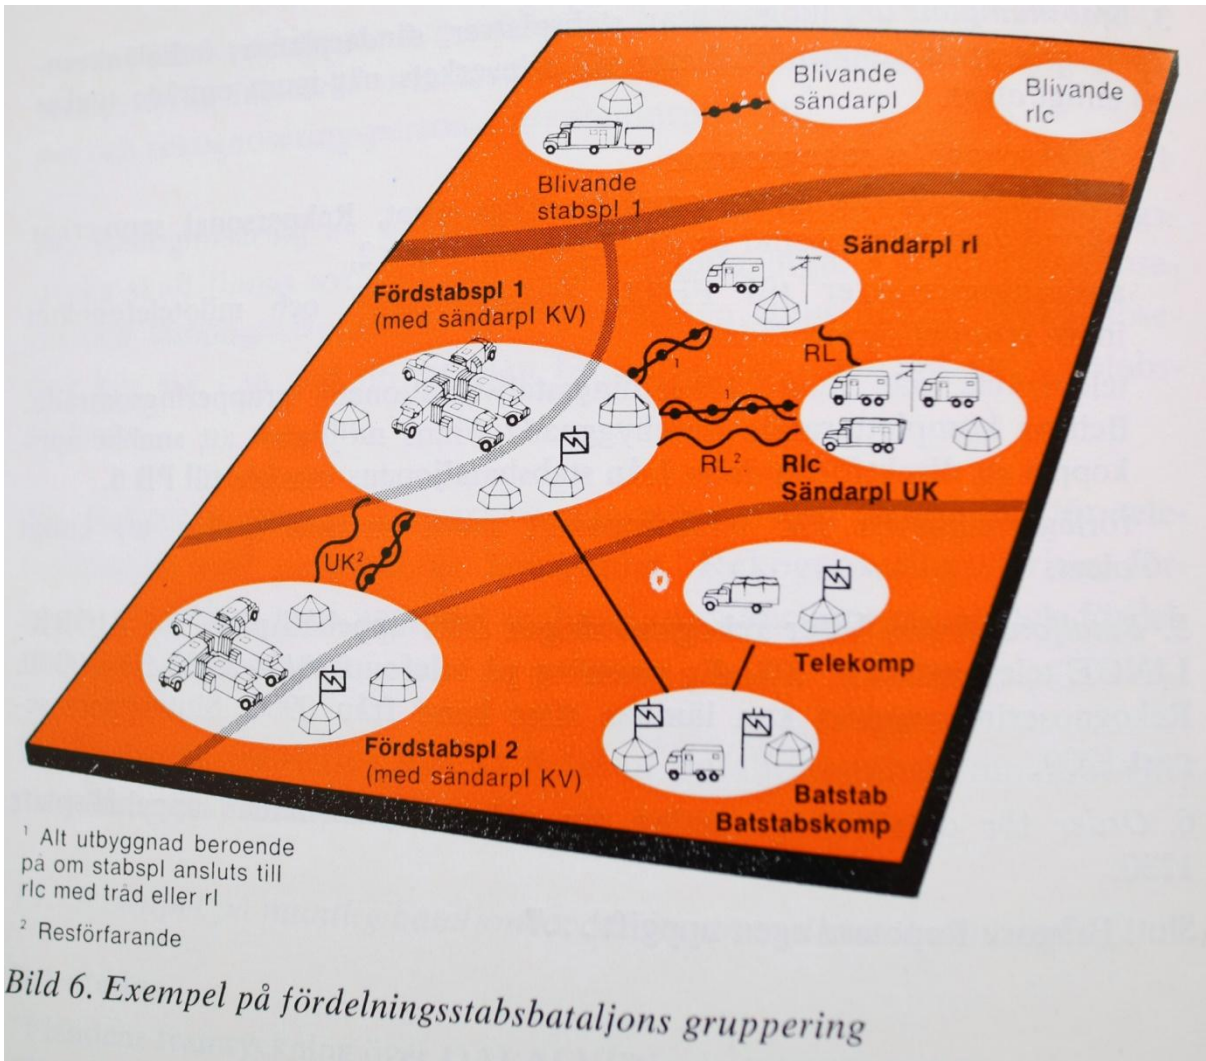 Blivande
sändarpl
Blivande
rlc
Blivande
stabspl 1
Sändarpl rl
Fördstabspl 1
(med sändarpl KV)
1
RL
1
RL²
Rlc
Sändarpl UK
UK²
Telekomp
Fördstabspl 2
(med sändarpl KV)
Batstab
Batstabskomp
¹ Alt utbyggnad beroende
på om stabspl ansluts till
rlc med tråd eller rl
² Resförfarande
Bild 6. Exempel på fördelningsstabsbataljons gruppering